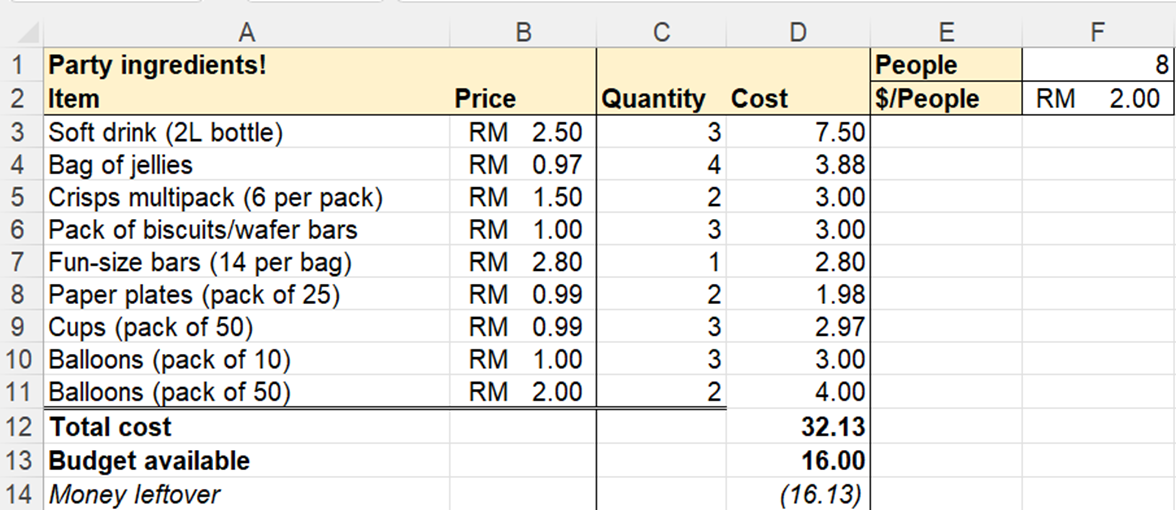 A B C D E F
1 Party ingredients! People 8
2 Item Price Quantity Cost $/People RM 2.00
3 Soft drink (2L bottle) RM 2.50 3 7.50
4 Bag of jellies RM 0.97 4 3.88
5 Crisps multipack (6 per pack) RM 1.50 2 3.00
6 Pack of biscuits/wafer bars RM 1.00 3 3.00
7 Fun-size bars (14 per bag) RM 2.80 1 2.80
8 Paper plates (pack of 25) RM 0.99 2 1.98
9 Cups (pack of 50) RM 0.99 3 2.97
10 Balloons (pack of 10) RM 1.00 3 3.00
11 Balloons (pack of 50) RM 2.00 2 4.00
12 Total cost 32.13
13 Budget available 16.00
14 Money leftover (16.13)